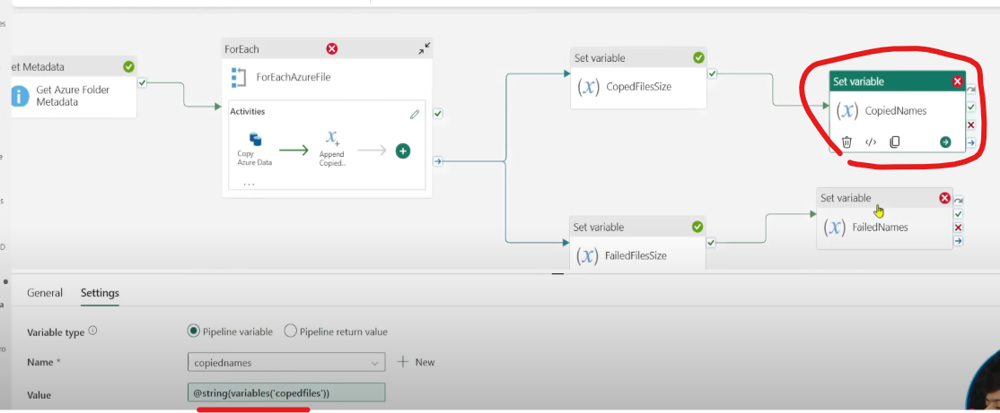 ForEach
et Metadata
Get Azure Folder
Metadata
ForEachAzureFile
Activities
Copy
Azure Data
Append
Copied...
...
Set variable
(x) CopedFilesSize
Set variable
(x) CopiedNames
</>
Set variable
(x) FailedNames
Set variable
(x) FailedFilesSize
General
Settings
Variable type
Pipeline variable
Pipeline return value
Name *
copiednames
+ New
Value
@string(variables('copedfiles'))